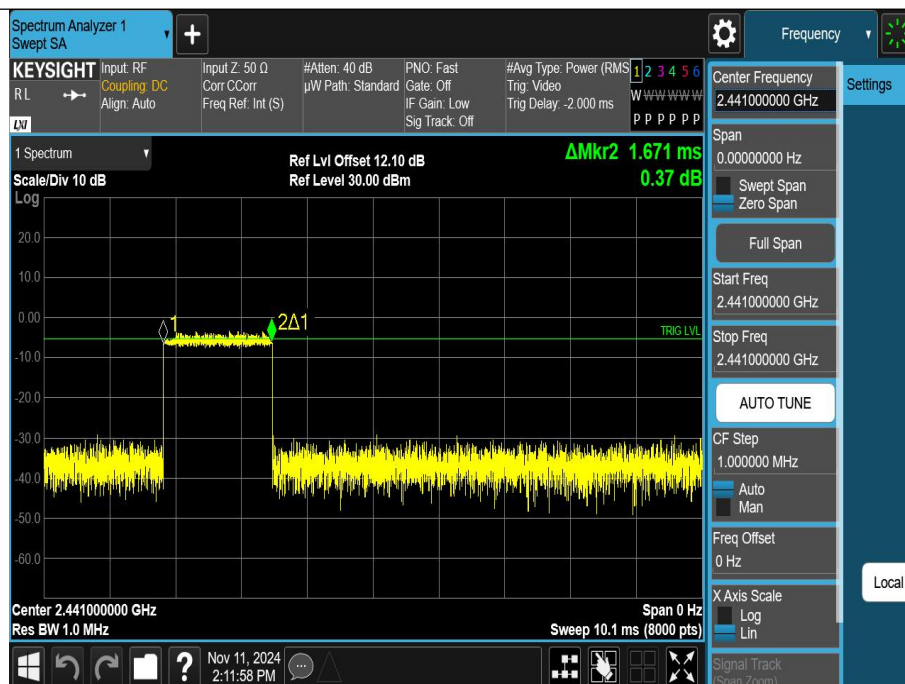 Spectrum Analyzer 1
Swept SA
+
Frequency
KEYSIGHT
RL
LXI
Input: RF
Coupling: DC
Align: Auto
Input Z: 50 Ω
Corr CCorr
Freq Ref: Int (S)
#Atten: 40 dB
µW Path: Standard
PNO: Fast
Gate: Off
IF Gain: Low
Sig Track: Off
#Avg Type: Power (RMS
Trig: Video
Trig Delay: -2.000 ms
1 2 3 4 5 6
W W W W W W
P P P P P P
1 Spectrum
Scale/Div 10 dB
Log
Ref Lvl Offset 12.10 dB
Ref Level 30.00 dBm
ΔMkr2 1.671 ms
0.37 dB
20.0
10.0
0.00
-10.0
-20.0
-30.0
-40.0
-50.0
-60.0
1
2Δ1
TRIG LVL
Center 2.441000000 GHz
Res BW 1.0 MHz
Span 0 Hz
Sweep 10.1 ms (8000 pts)
Center Frequency
2.441000000 GHz
Span
0.00000000 Hz
Swept Span
Zero Span
Full Span
Start Freq
2.441000000 GHz
Stop Freq
2.441000000 GHz
AUTO TUNE
CF Step
1.000000 MHz
Auto
Man
Freq Offset
0 Hz
X Axis Scale
Log
Lin
Signal Track
(Span Zoom)
Settings
Local
?
Nov 11, 2024
2:11:58 PM